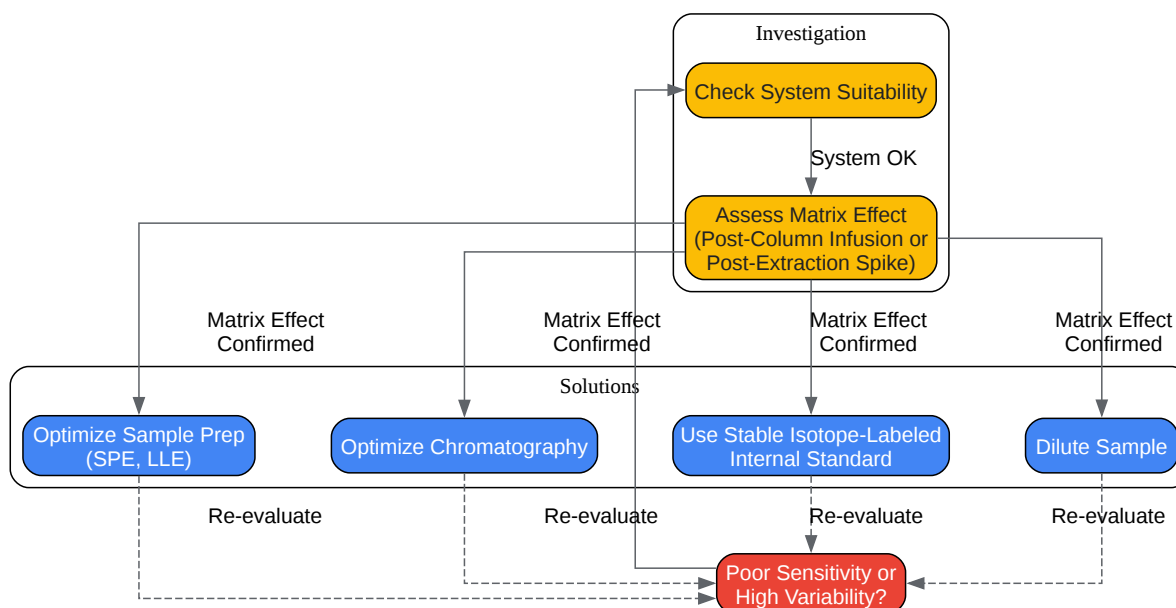 Investigation
Check System Suitability
System OK
Assess Matrix Effect
(Post-Column Infusion or
Post-Extraction Spike)
Matrix Effect
Confirmed
Matrix Effect
Confirmed
Matrix Effect
Confirmed
Matrix Effect
Confirmed
Solutions
Optimize Sample Prep
(SPE, LLE)
Optimize Chromatography
Use Stable Isotope-Labeled
Internal Standard
Dilute Sample
Re-evaluate
Re-evaluate
Re-evaluate
Re-evaluate
Poor Sensitivity or
High Variability?